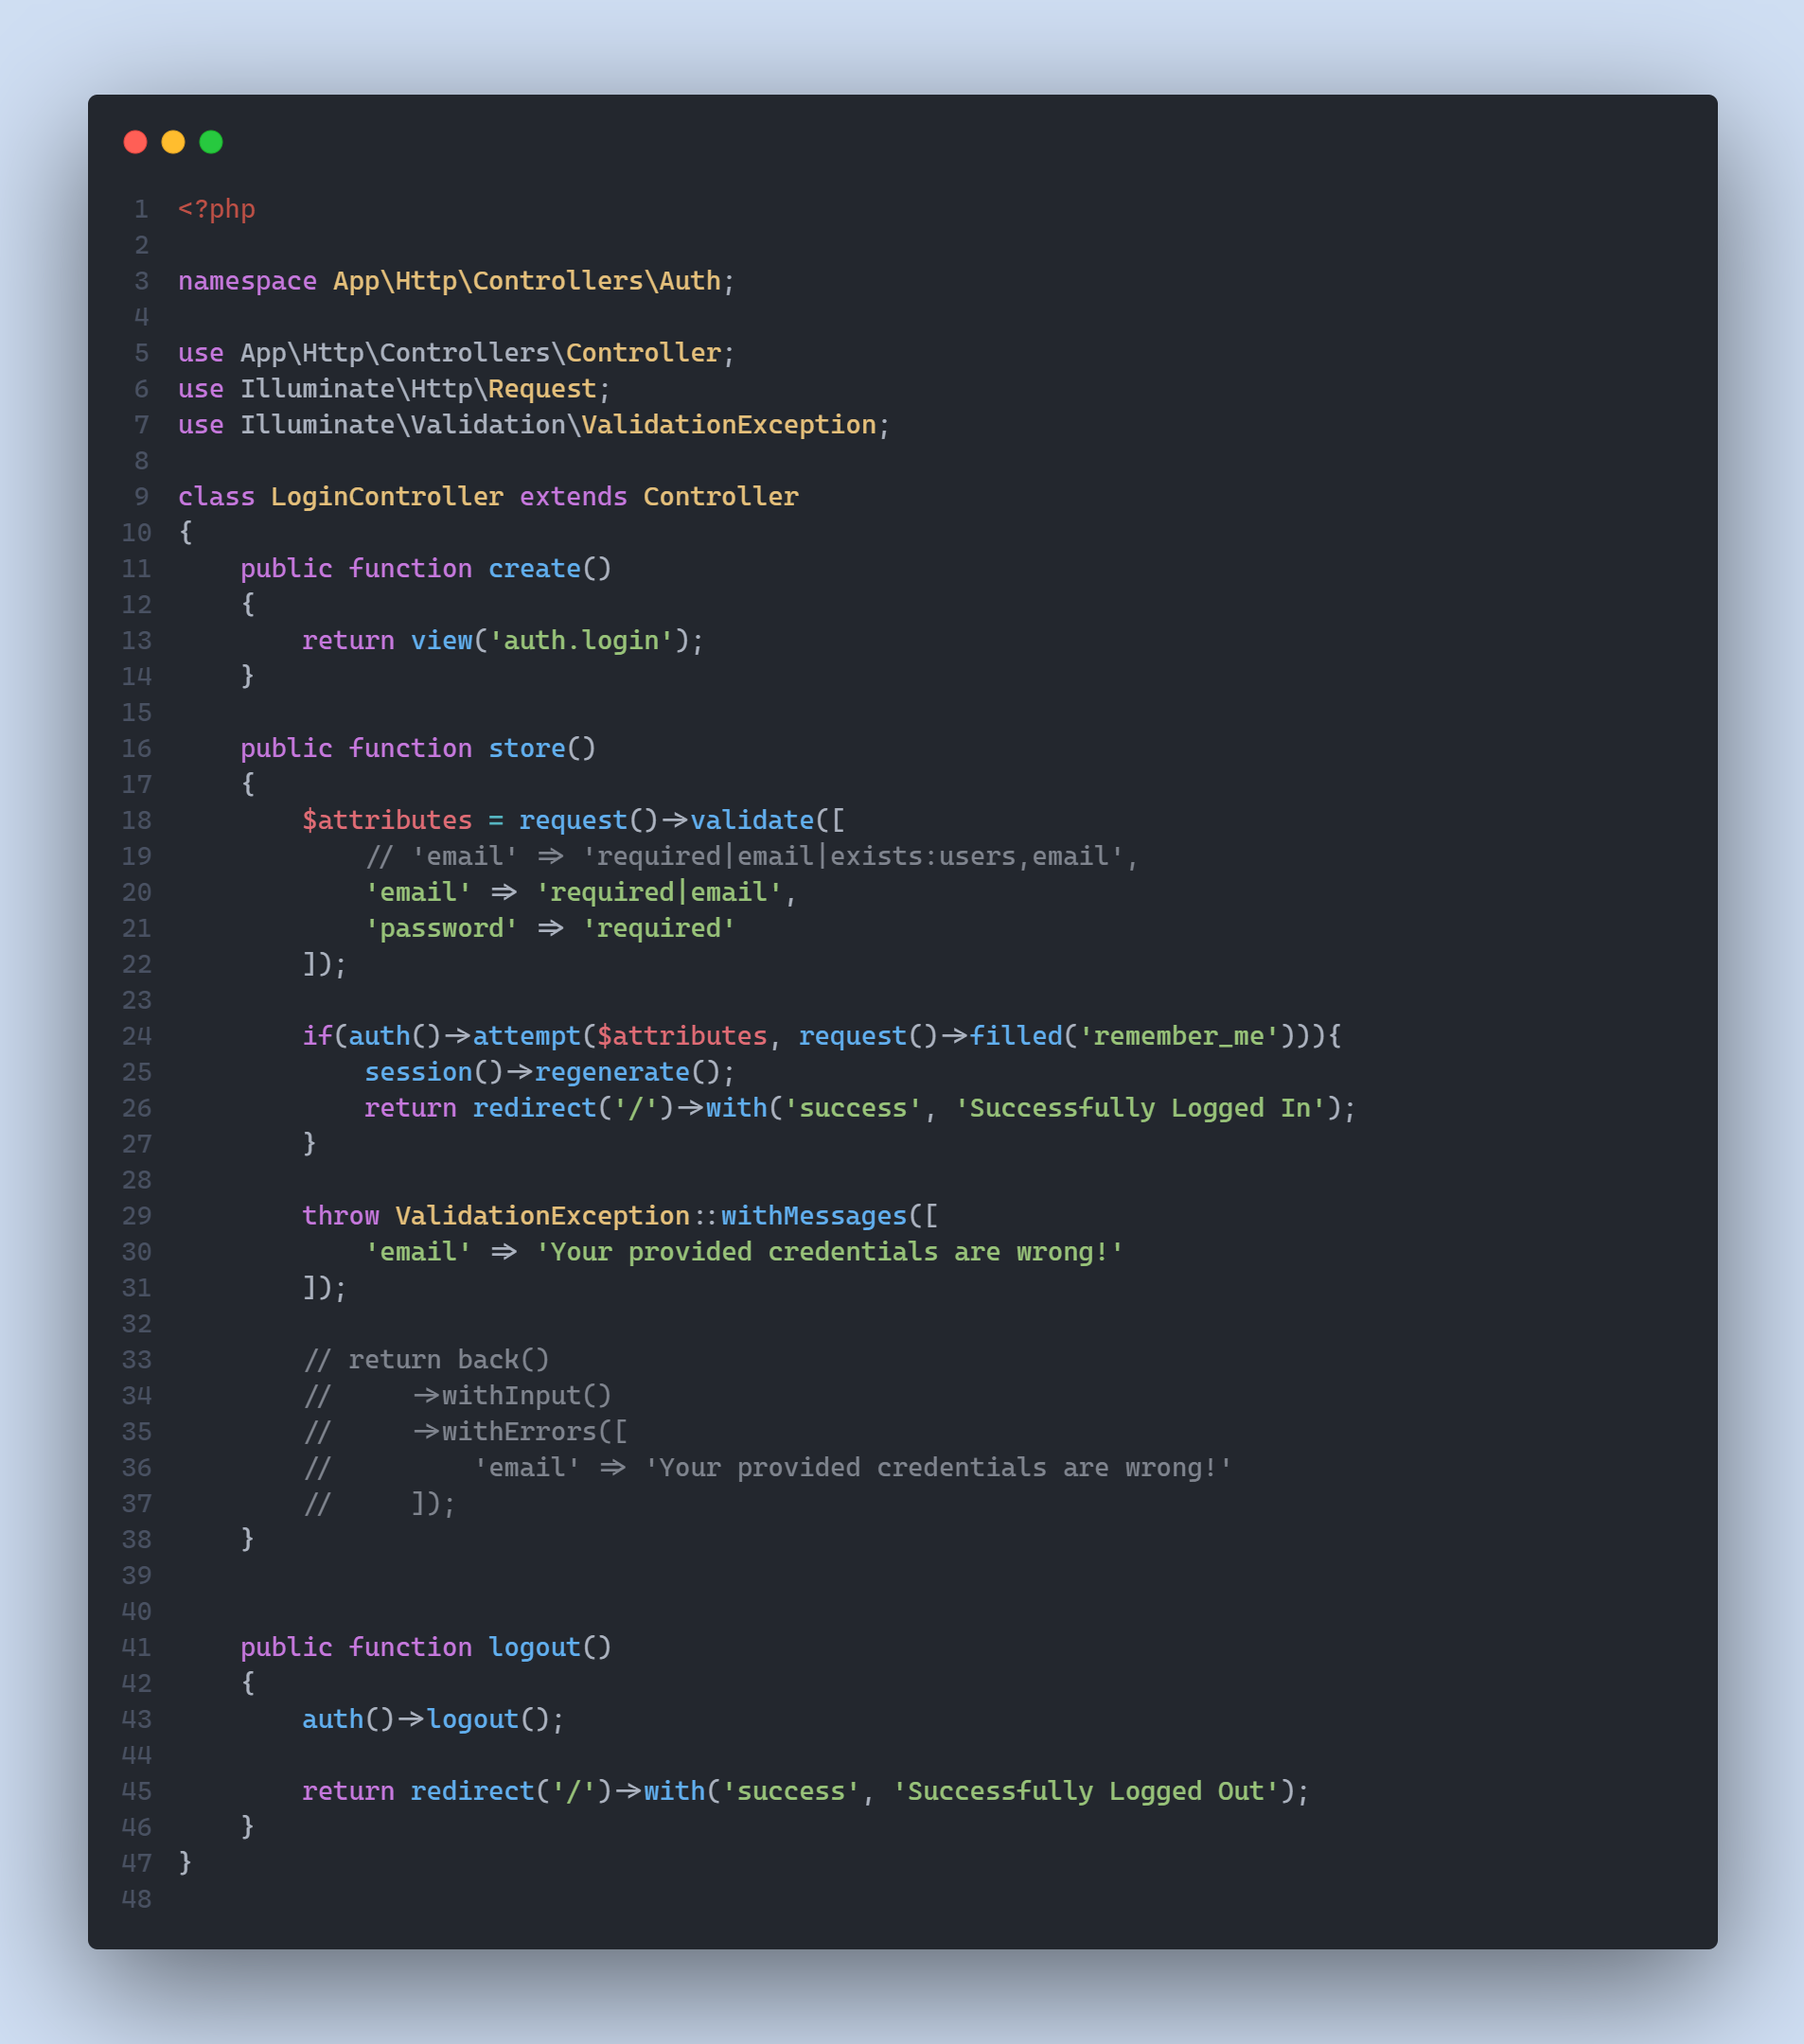 1 <?php
2
3 namespace App\Http\Controllers\Auth;
4
5 use App\Http\Controllers\Controller;
6 use Illuminate\Http\Request;
7 use Illuminate\Validation\ValidationException;
8
9 class LoginController extends Controller
10 {
11     public function create()
12     {
13         return view('auth.login');
14     }
15
16     public function store()
17     {
18         $attributes = request()->validate([
19             // 'email' => 'required|email|exists:users,email',
20             'email' => 'required|email',
21             'password' => 'required'
22         ]);
23
24         if(auth()->attempt($attributes, request()->filled('remember_me'))){
25             session()->regenerate();
26             return redirect('/')->with('success', 'Successfully Logged In');
27         }
28
29         throw ValidationException::withMessages([
30             'email' => 'Your provided credentials are wrong!'
31         ]);
32
33         // return back()
34         //     ->withInput()
35         //     ->withErrors([
36         //         'email' => 'Your provided credentials are wrong!'
37         //     ]);
38     }
39
40
41     public function logout()
42     {
43         auth()->logout();
44
45         return redirect('/')->with('success', 'Successfully Logged Out');
46     }
47 }
48